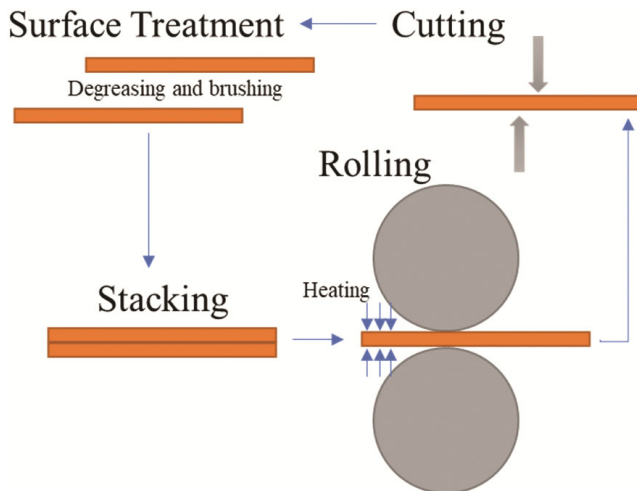 Surface Treatment
Cutting
Degreasing and brushing
Rolling
Stacking
Heating